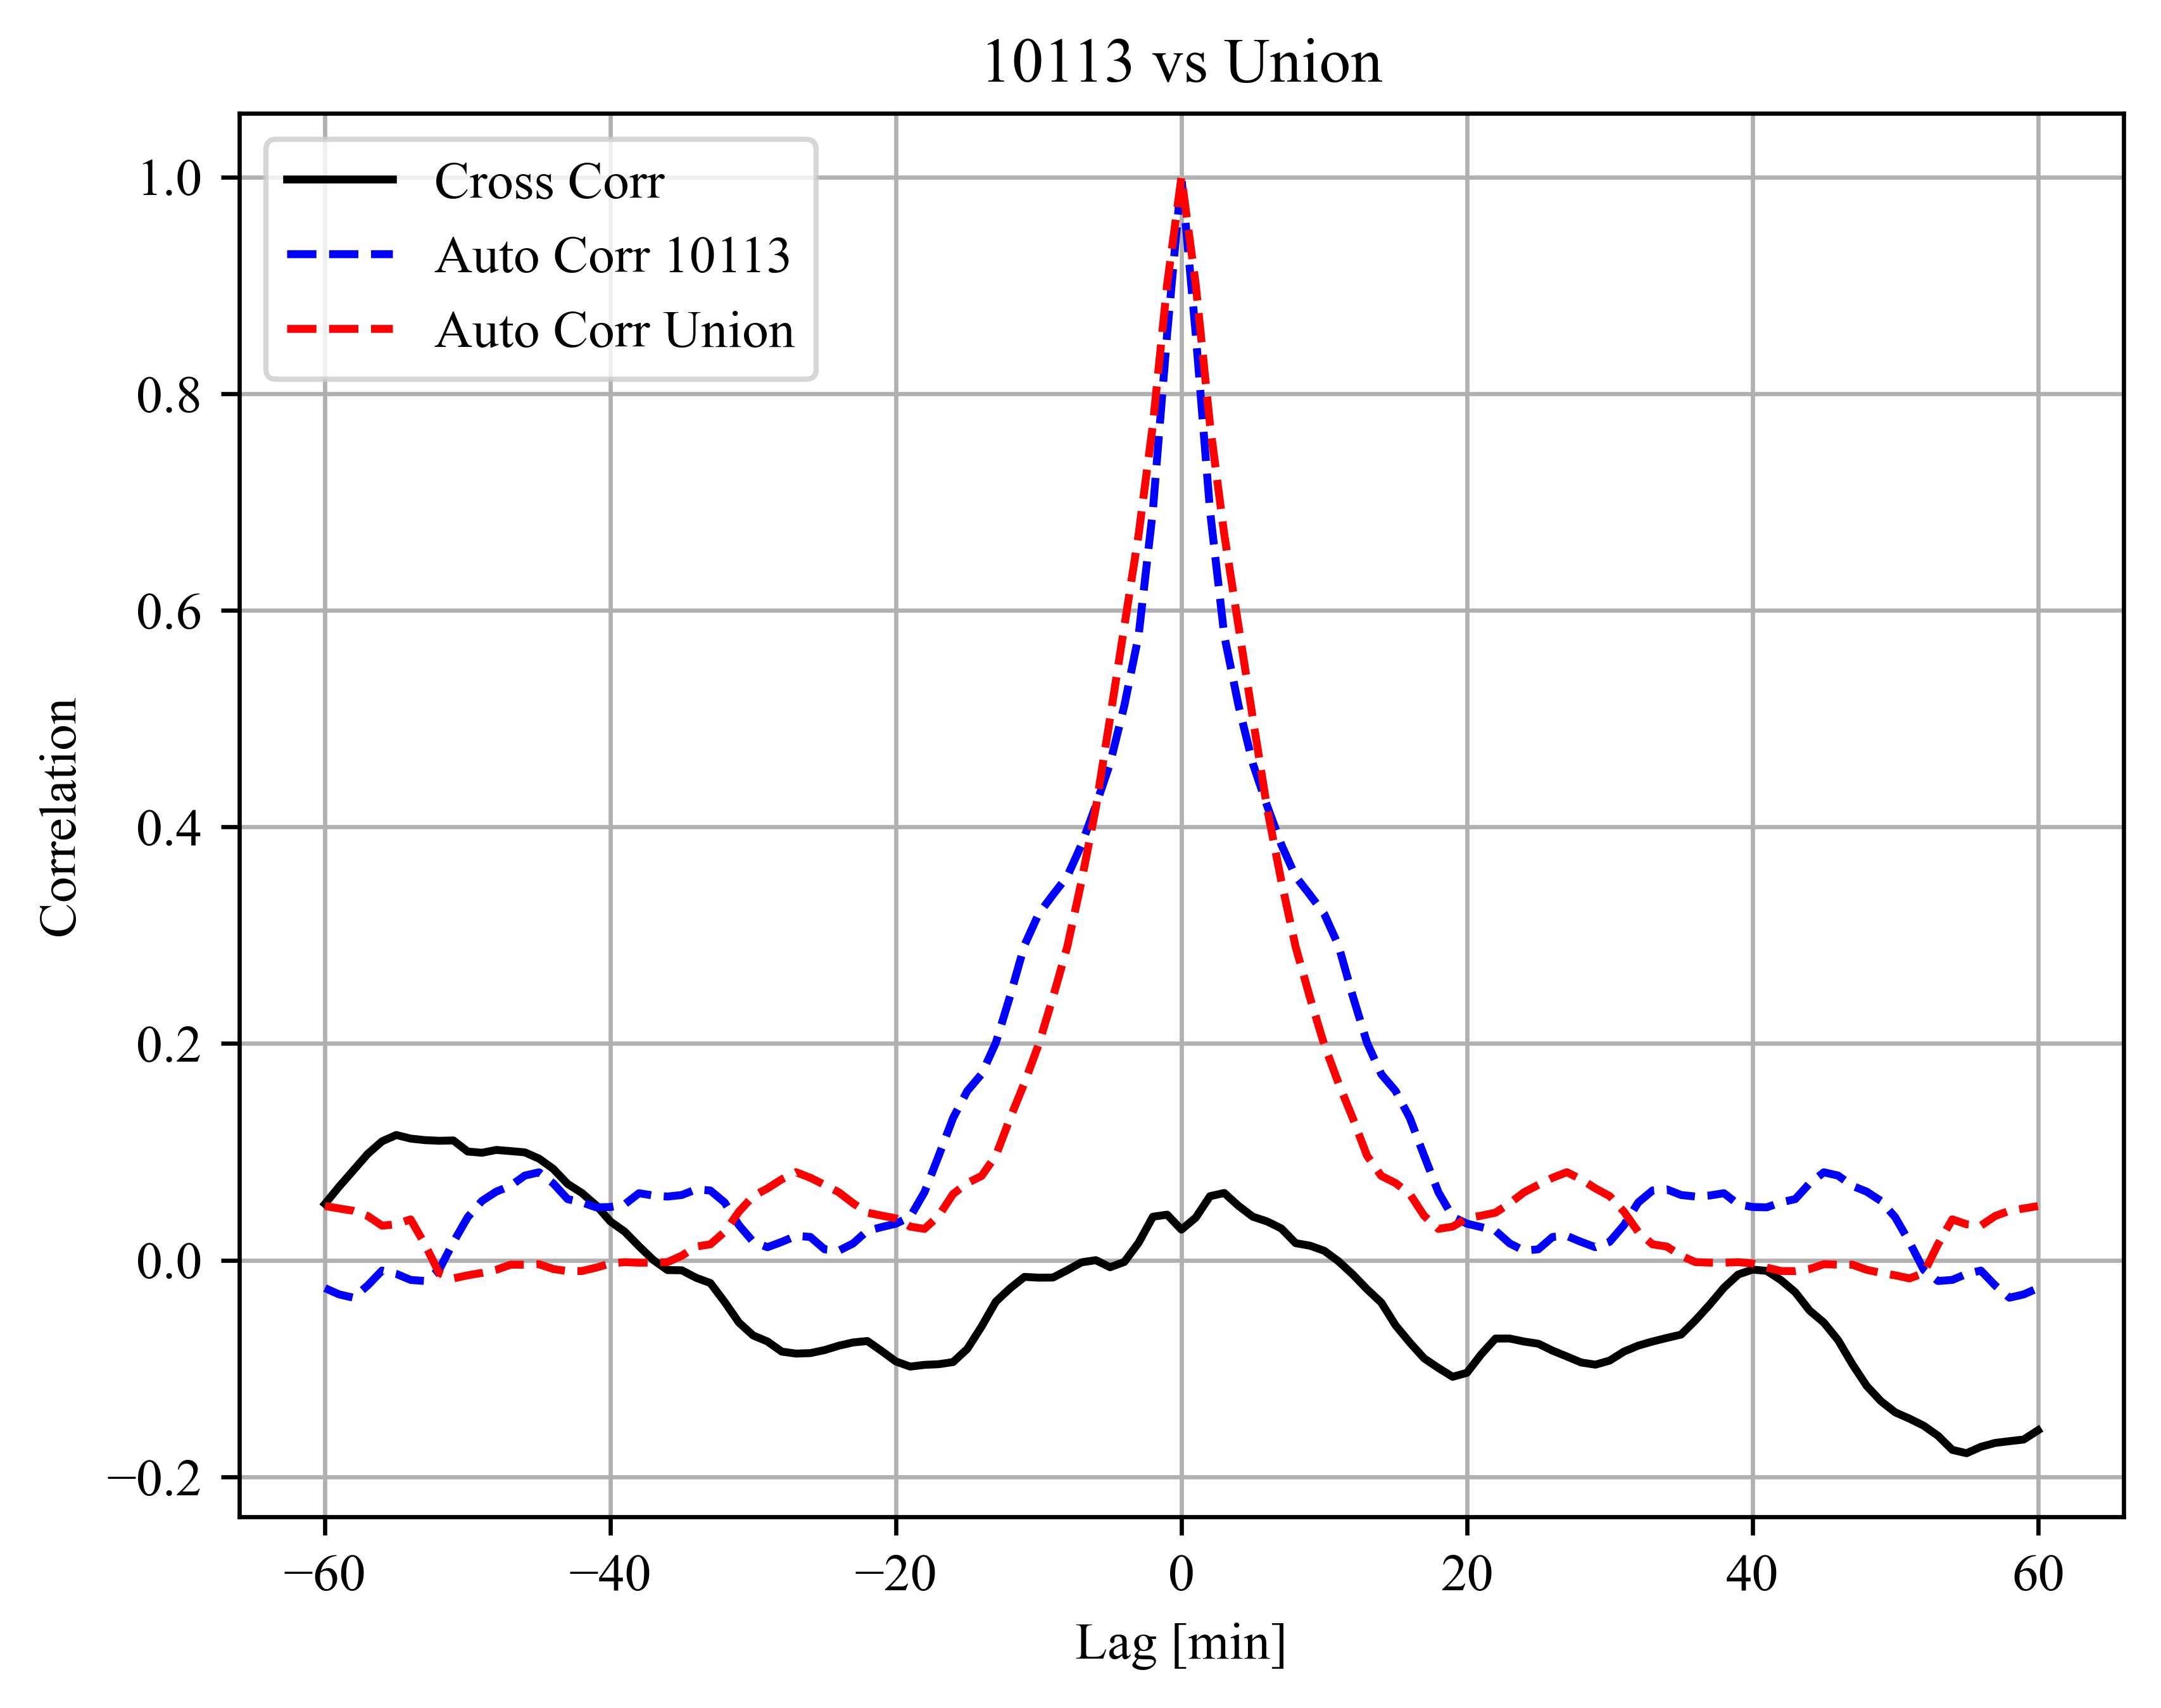 10113 vs Union
Cross Corr
Auto Corr 10113
Auto Corr Union
1.0
0.8
0.6
0.4
0.2
0.0
−0.2
Correlation
−60 −40 −20 0 20 40 60
Lag [min]